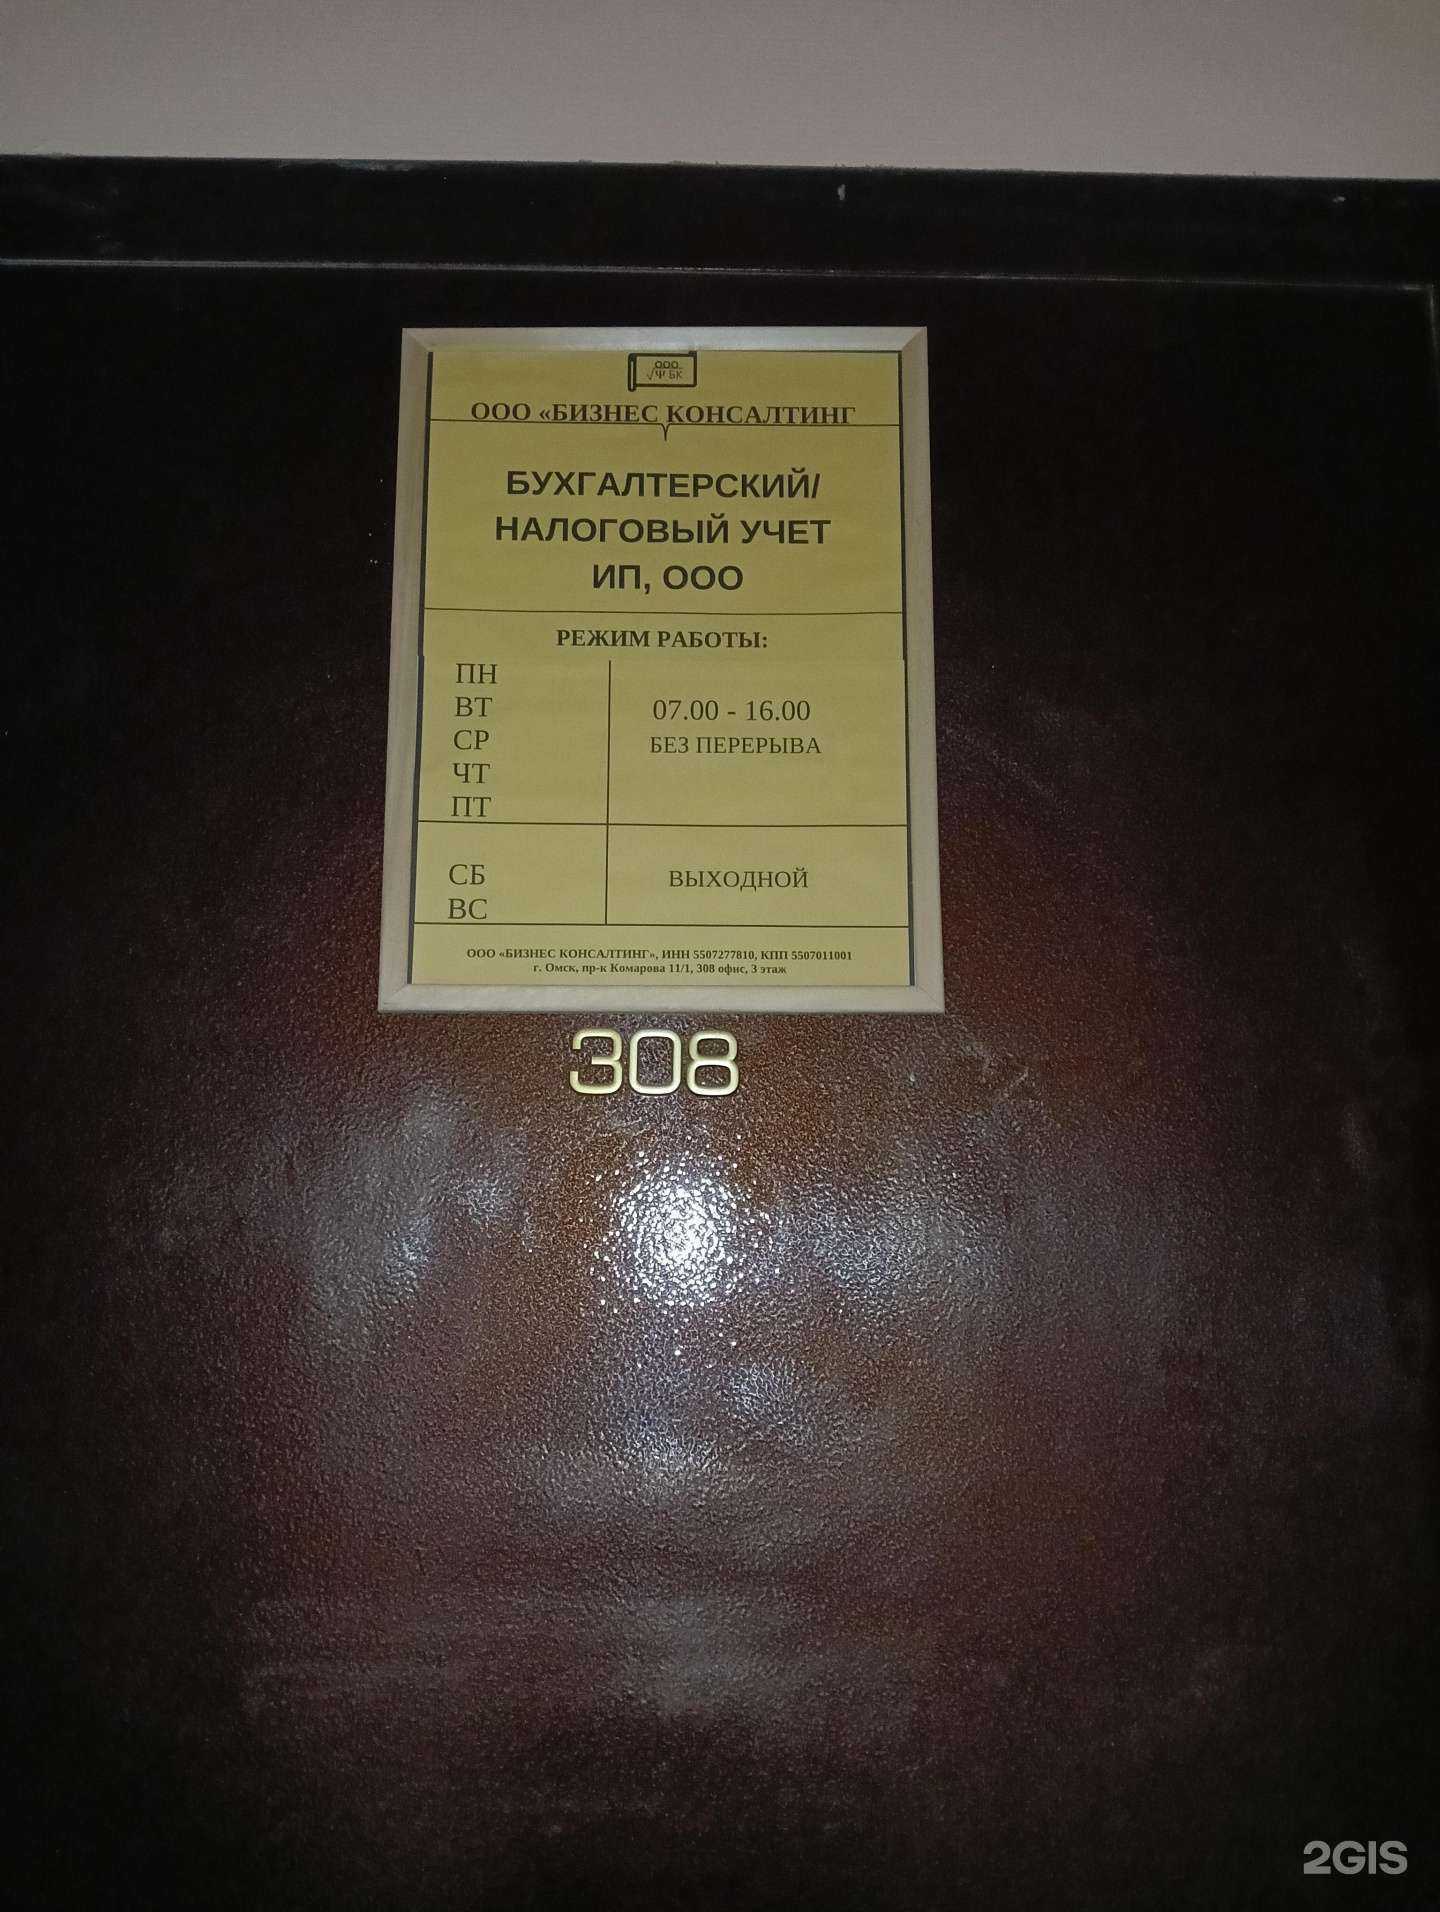 ООО
√Ψ БК
ООО «БИЗНЕС КОНСАЛТИНГ
БУХГАЛТЕРСКИЙ/
НАЛОГОВЫЙ УЧЕТ
ИП, ООО
РЕЖИМ РАБОТЫ:
ПН
ВТ 07.00 - 16.00
СР БЕЗ ПЕРЕРЫВА
ЧТ
ПТ
СБ ВЫХОДНОЙ
ВС
ООО «БИЗНЕС КОНСАЛТИНГ», ИНН 5507277810, КПП 5507011001
г. Омск, пр-к Комарова 11/1, 308 офис, 3 этаж
308
2GIS